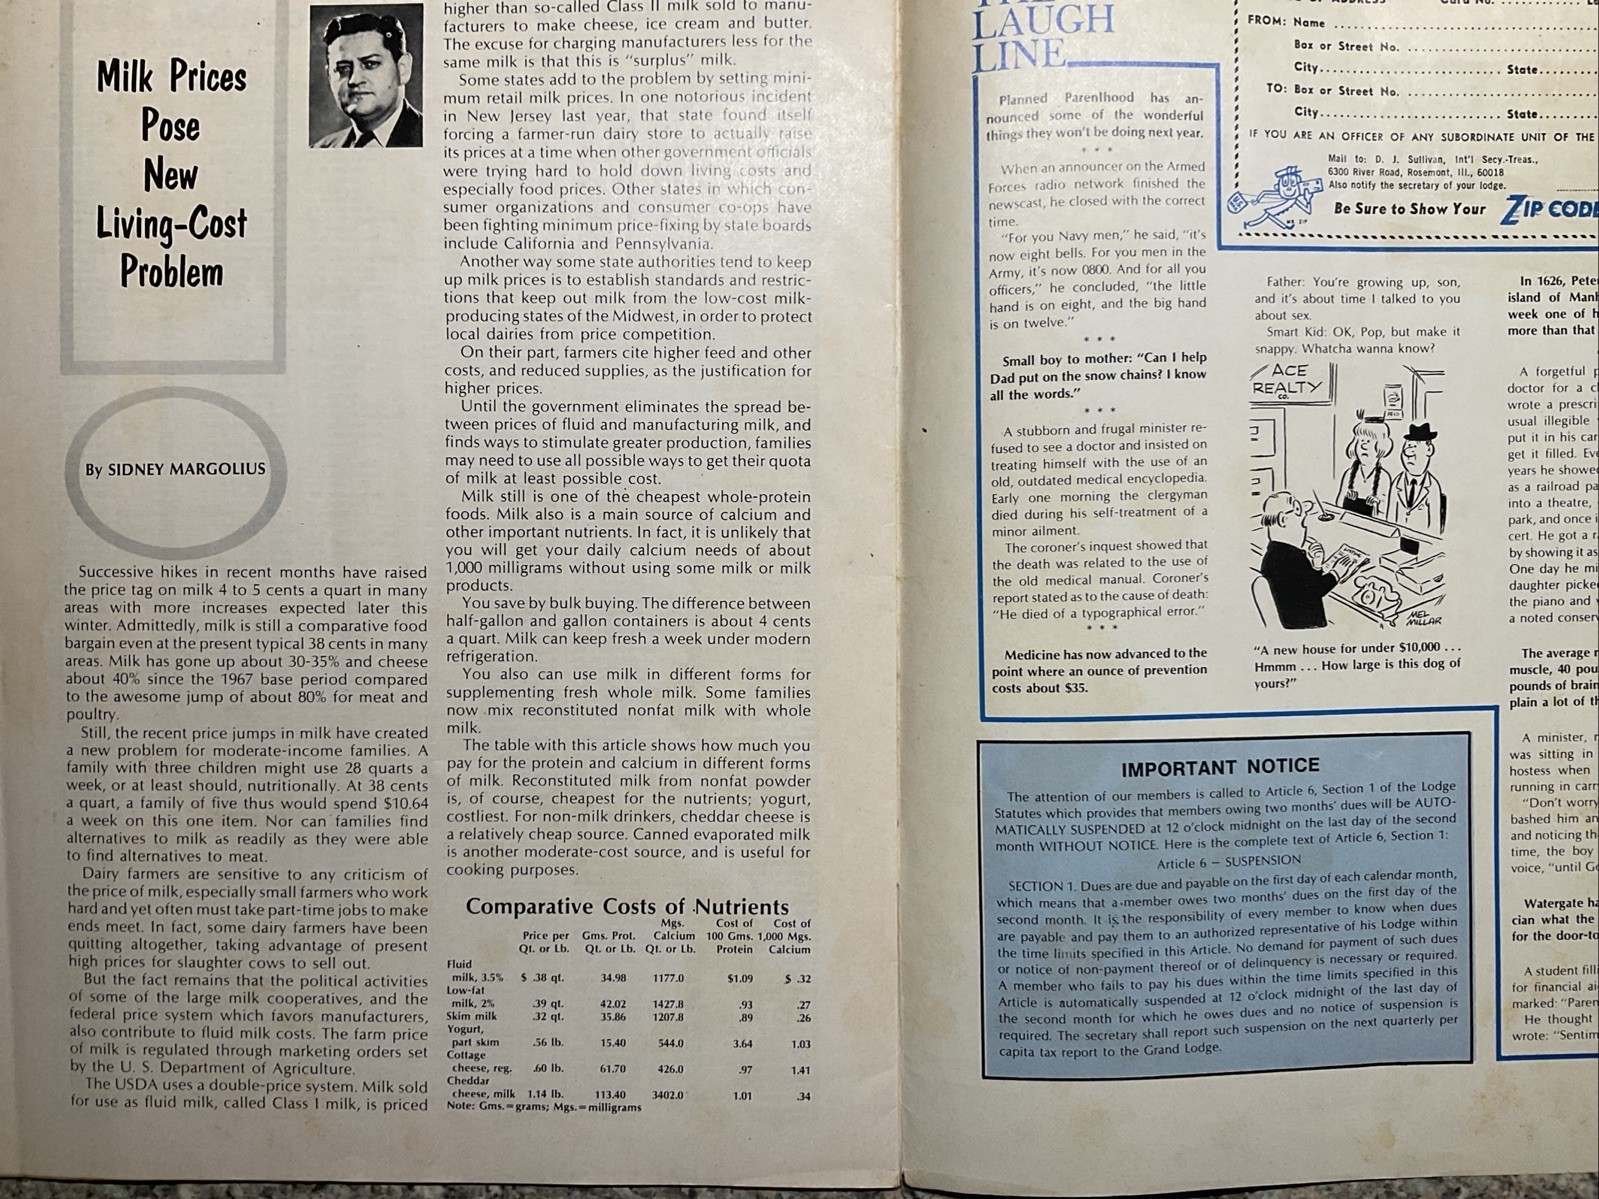 Milk Prices
Pose
New
Living-Cost
Problem
By SIDNEY MARGOLIUS
Successive hikes in recent months have raised
the price tag on milk 4 to 5 cents a quart in many
areas with more increases expected later this
winter. Admittedly, milk is still a comparative food
bargain even at the present typical 38 cents in many
areas. Milk has gone up about 30-35% and cheese
about 40% since the 1967 base period compared
to the awesome jump of about 80% for meat and
poultry.
Still, the recent price jumps in milk have created
a new problem for moderate-income families. A
family with three children might use 28 quarts a
week, or at least should, nutritionally. At 38 cents
a quart, a family of five thus would spend $10.64
a week on this one item. Nor can families find
alternatives to milk as readily as they were able
to find alternatives to meat.
Dairy farmers are sensitive to any criticism of
the price of milk, especially small farmers who work
hard and yet often must take part-time jobs to make
ends meet. In fact, some dairy farmers have been
quitting altogether, taking advantage of present
high prices for slaughter cows to sell out.
But the fact remains that the political activities
of some of the large milk cooperatives, and the
federal price system which favors manufacturers,
also contribute to fluid milk costs. The farm price
of milk is regulated through marketing orders set
by the U. S. Department of Agriculture.
The USDA uses a double-price system. Milk sold
for use as fluid milk, called Class I milk, is priced
higher than so-called Class II milk sold to manu-
facturers to make cheese, ice cream and butter.
The excuse for charging manufacturers less for the
same milk is that this is "surplus" milk.
Some states add to the problem by setting mini-
mum retail milk prices. In one notorious incident
in New Jersey last year, that state found itself
forcing a farmer-run dairy store to actually raise
its prices at a time when other government officials
were trying hard to hold down living costs and
especially food prices. Other states in which con-
sumer organizations and consumer co-ops have
been fighting minimum price-fixing by state boards
include California and Pennsylvania.
Another way some state authorities tend to keep
up milk prices is to establish standards and restric-
tions that keep out milk from the low-cost milk-
producing states of the Midwest, in order to protect
local dairies from price competition.
On their part, farmers cite higher feed and other
costs, and reduced supplies, as the justification for
higher prices.
Until the government eliminates the spread be-
tween prices of fluid and manufacturing milk, and
finds ways to stimulate greater production, families
may need to use all possible ways to get their quota
of milk at least possible cost.
Milk still is one of the cheapest whole-protein
foods. Milk also is a main source of calcium and
other important nutrients. In fact, it is unlikely that
you will get your daily calcium needs of about
1,000 milligrams without using some milk or milk
products.
You save by bulk buying. The difference between
half-gallon and gallon containers is about 4 cents
a quart. Milk can keep fresh a week under modern
refrigeration.
You also can use milk in different forms for
supplementing fresh whole milk. Some families
now mix reconstituted nonfat milk with whole
milk.
The table with this article shows how much you
pay for the protein and calcium in different forms
of milk. Reconstituted milk from nonfat powder
is, of course, cheapest for the nutrients; yogurt,
costliest. For non-milk drinkers, cheddar cheese is
a relatively cheap source. Canned evaporated milk
is another moderate-cost source, and is useful for
cooking purposes.
Comparative Costs of Nutrients
Mgs. Cost of Cost of
Price per Gms. Prot. Calcium 100 Gms. 1,000 Mgs.
Qt. or Lb. Qt. or Lb. Qt. or Lb. Protein Calcium
Fluid
milk, 3.5% $ .38 qt. 34.98 1177.0 $1.09 $ .32
Low-fat
milk, 2% .39 qt. 42.02 1427.8 .93 .27
Skim milk .32 qt. 35.86 1207.8 .89 .26
Yogurt,
part skim .56 lb. 15.40 544.0 3.64 1.03
Cottage
cheese, reg. .60 lb. 61.70 426.0 .97 1.41
Cheddar
cheese, milk 1.14 lb. 113.40 3402.0 1.01 .34
Note: Gms.=grams; Mgs.=milligrams
LAUGH
LINE
Planned Parenthood has an-
nounced some of the wonderful
things they won't be doing next year.
* * *
When an announcer on the Armed
Forces radio network finished the
newscast, he closed with the correct
time.
"For you Navy men," he said, "it's
now eight bells. For you men in the
Army, it's now 0800. And for all you
officers," he concluded, "the little
hand is on eight, and the big hand
is on twelve."
* * *
Small boy to mother: "Can I help
Dad put on the snow chains? I know
all the words."
* * *
A stubborn and frugal minister re-
fused to see a doctor and insisted on
treating himself with the use of an
old, outdated medical encyclopedia.
Early one morning the clergyman
died during his self-treatment of a
minor ailment.
The coroner's inquest showed that
the death was related to the use of
the old medical manual. Coroner's
report stated as to the cause of death:
"He died of a typographical error."
* * *
Medicine has now advanced to the
point where an ounce of prevention
costs about $35.
FROM: Name
Box or Street No.
City State
TO: Box or Street No.
City State
IF YOU ARE AN OFFICER OF ANY SUBORDINATE UNIT OF THE
Mail to: D. J. Sullivan, Int'l Secy.-Treas.,
6300 River Road, Rosemont, Ill., 60018
Also notify the secretary of your lodge.
Be Sure to Show Your ZIP CODE
Father: You're growing up, son,
and it's about time I talked to you
about sex.
Smart Kid: OK, Pop, but make it
snappy. Whatcha wanna know?
ACE
REALTY
CO.
MEL
MILLAR
"A new house for under $10,000 ...
Hmmm ... How large is this dog of
yours?"
In 1626, Pete
island of Manh
week one of h
more than that
A forgetful p
doctor for a c
wrote a prescri
usual illegible
put it in his car
get it filled. Eve
years he showe
as a railroad pa
into a theatre,
park, and once i
cert. He got a r
by showing it as
One day he mi
daughter picke
the piano and
a noted conserv
The average
muscle, 40 pou
pounds of brain
plain a lot of th
A minister,
was sitting in
hostess when
running in carr
"Don't worry
bashed him an
and noticing th
time, the boy
voice, "until G
Watergate ha
cian what the
for the door-to
A student fill
for financial ai
marked: "Paren
He thought
wrote: "Sentim
IMPORTANT NOTICE
The attention of our members is called to Article 6, Section 1 of the Lodge
Statutes which provides that members owing two months' dues will be AUTO-
MATICALLY SUSPENDED at 12 o'clock midnight on the last day of the second
month WITHOUT NOTICE. Here is the complete text of Article 6, Section 1:
Article 6 — SUSPENSION
SECTION 1. Dues are due and payable on the first day of each calendar month,
which means that a member owes two months' dues on the first day of the
second month. It is the responsibility of every member to know when dues
are payable and pay them to an authorized representative of his Lodge within
the time limits specified in this Article. No demand for payment of such dues
or notice of non-payment thereof or of delinquency is necessary or required.
A member who fails to pay his dues within the time limits specified in this
Article is automatically suspended at 12 o'clock midnight of the last day of
the second month for which he owes dues and no notice of suspension is
required. The secretary shall report such suspension on the next quarterly per
capita tax report to the Grand Lodge.